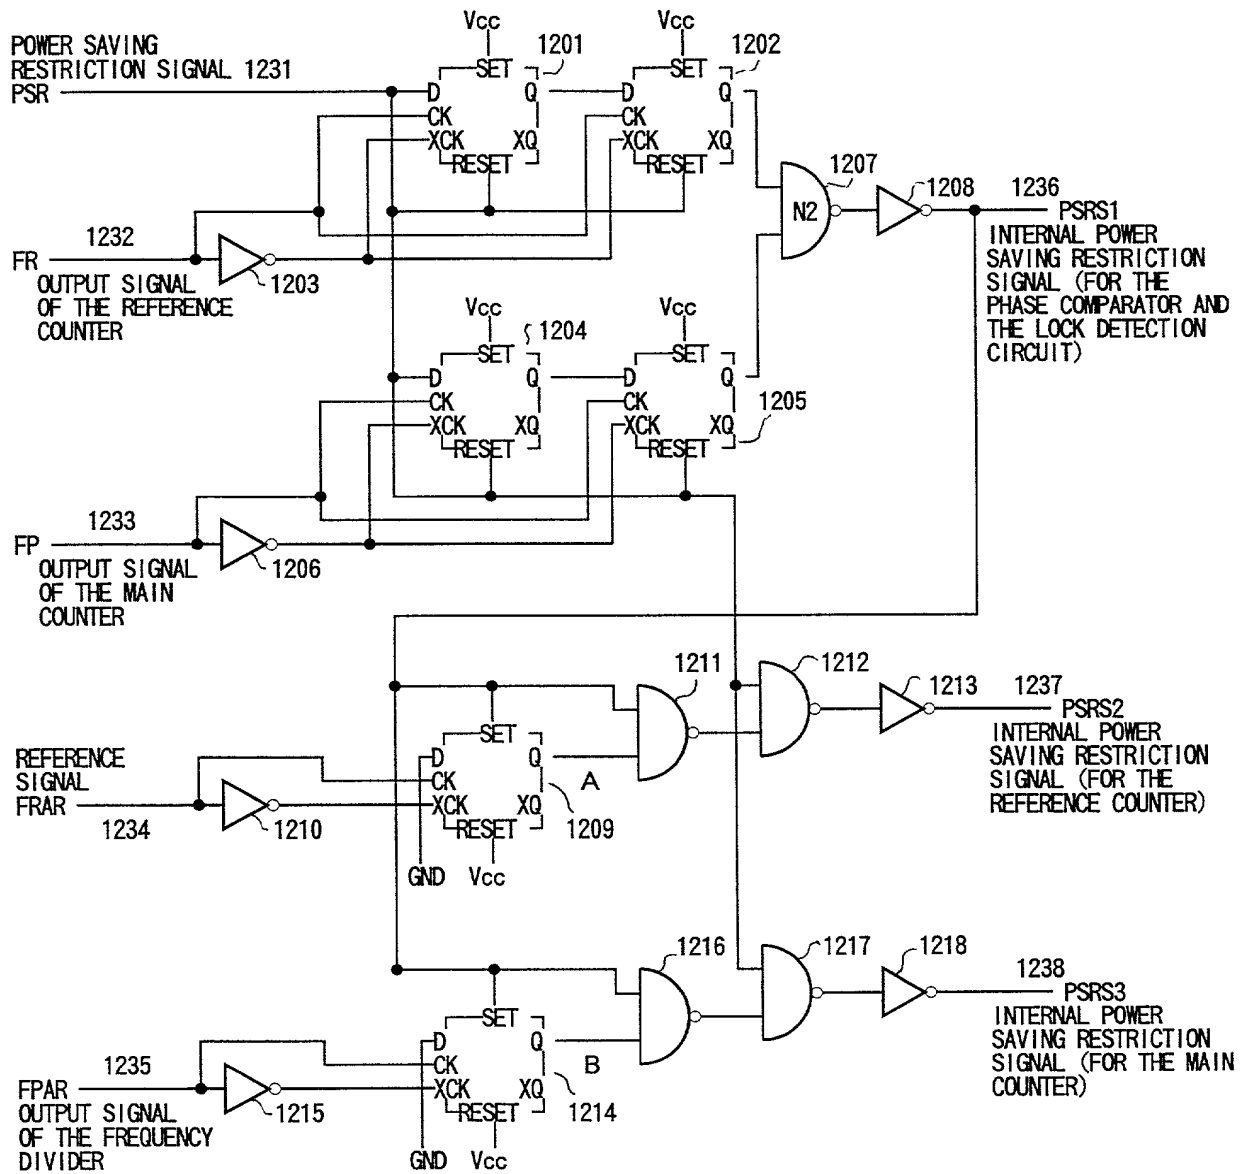 Vcc
Vcc
POWER SAVING
RESTRICTION SIGNAL 1231
PSR
1201
1202
SET
D
Q
CK
XCK
XQ
RESET
SET
D
Q
CK
XCK
XQ
RESET
1207
N2
1208
1236
PSRS1
INTERNAL POWER
SAVING RESTRICTION
SIGNAL (FOR THE
PHASE COMPARATOR AND
THE LOCK DETECTION
CIRCUIT)
1232
FR
OUTPUT SIGNAL
OF THE REFERENCE
COUNTER
1203
Vcc
Vcc
1204
SET
D
Q
CK
XCK
XQ
RESET
SET
D
Q
CK
XCK
XQ
RESET
1205
1233
FP
OUTPUT SIGNAL
OF THE MAIN
COUNTER
1206
1211
1212
1213
1237
PSRS2
INTERNAL POWER
SAVING RESTRICTION
SIGNAL (FOR THE
REFERENCE COUNTER)
REFERENCE
SIGNAL
FRAR
1234
1210
SET
D
Q
CK
XCK
XQ
RESET
A
1209
GND
Vcc
1216
1217
1218
1238
PSRS3
INTERNAL POWER
SAVING RESTRICTION
SIGNAL (FOR THE MAIN
COUNTER)
1235
FPAR
OUTPUT SIGNAL
OF THE FREQUENCY
DIVIDER
1215
SET
D
Q
CK
XCK
XQ
RESET
B
1214
GND
Vcc